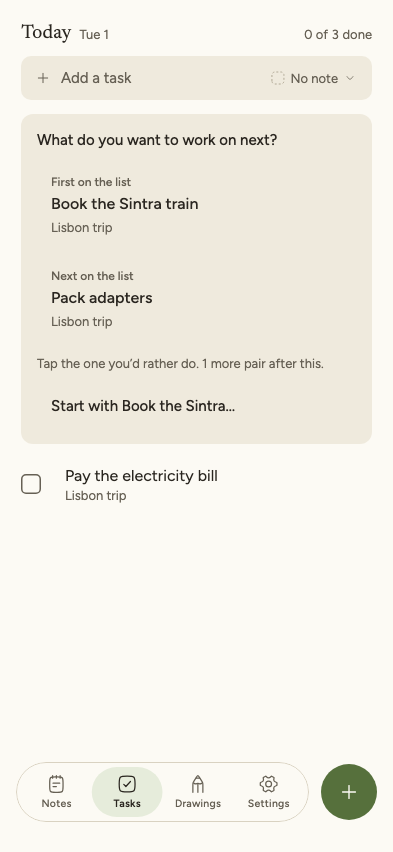 Today Tue 1 0 of 3 done
Add a task No note
What do you want to work on next?
First on the list
Book the Sintra train
Lisbon trip
Next on the list
Pack adapters
Lisbon trip
Tap the one you’d rather do. 1 more pair after this.
Start with Book the Sintra...
Pay the electricity bill
Lisbon trip
Notes Tasks Drawings Settings